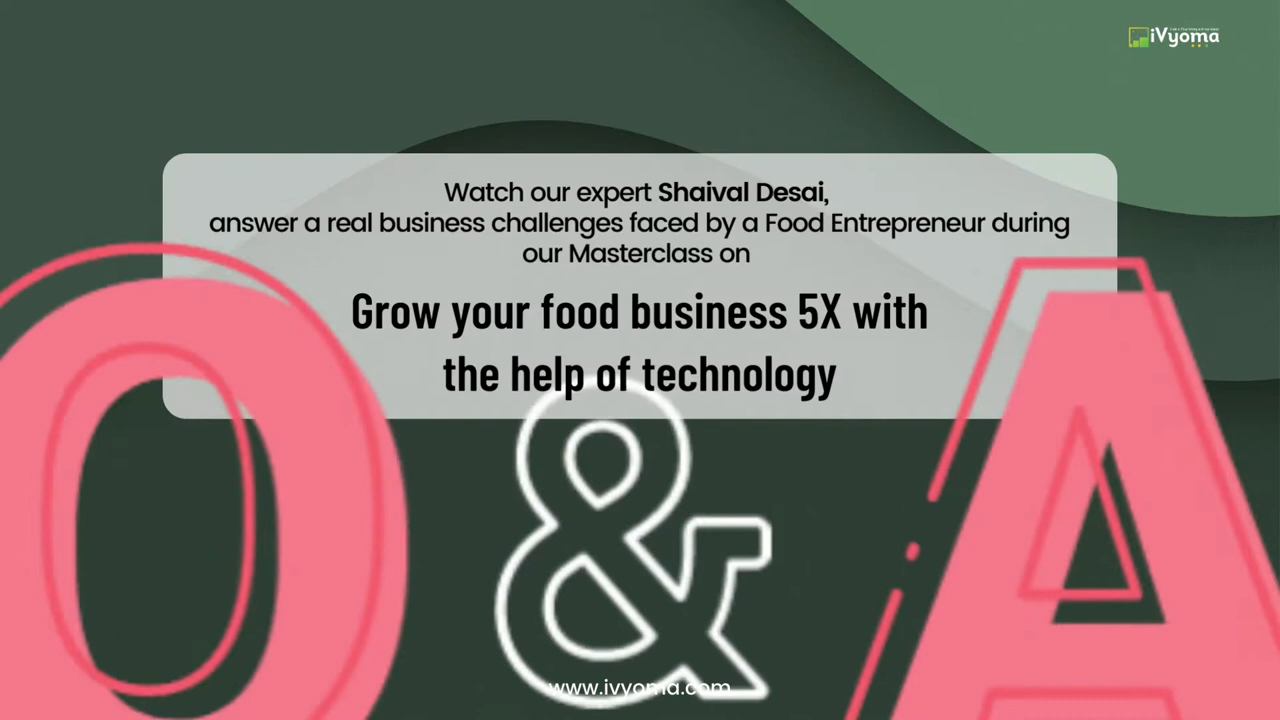 iVyoma
Watch our expert Shaival Desai,
answer a real business challenges faced by a Food Entrepreneur during
our Masterclass on
Grow your food business 5X with
the help of technology
Q & A
www.ivyoma.com